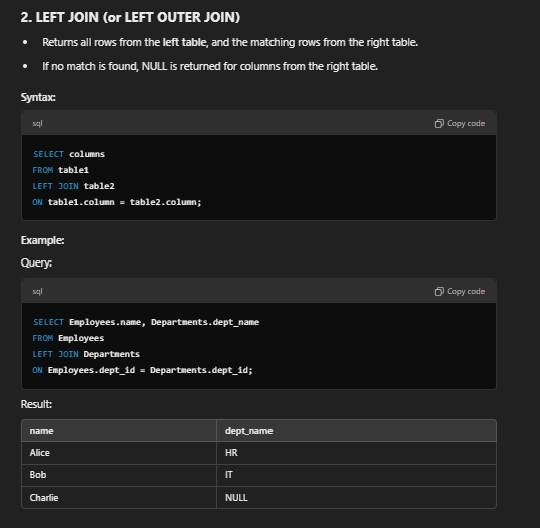 2. LEFT JOIN (or LEFT OUTER JOIN)
• Returns all rows from the left table, and the matching rows from the right table.
• If no match is found, NULL is returned for columns from the right table.
Syntax:
sql Copy code
SELECT columns
FROM table1
LEFT JOIN table2
ON table1.column = table2.column;
Example:
Query:
sql Copy code
SELECT Employees.name, Departments.dept_name
FROM Employees
LEFT JOIN Departments
ON Employees.dept_id = Departments.dept_id;
Result:
name dept_name
Alice HR
Bob IT
Charlie NULL